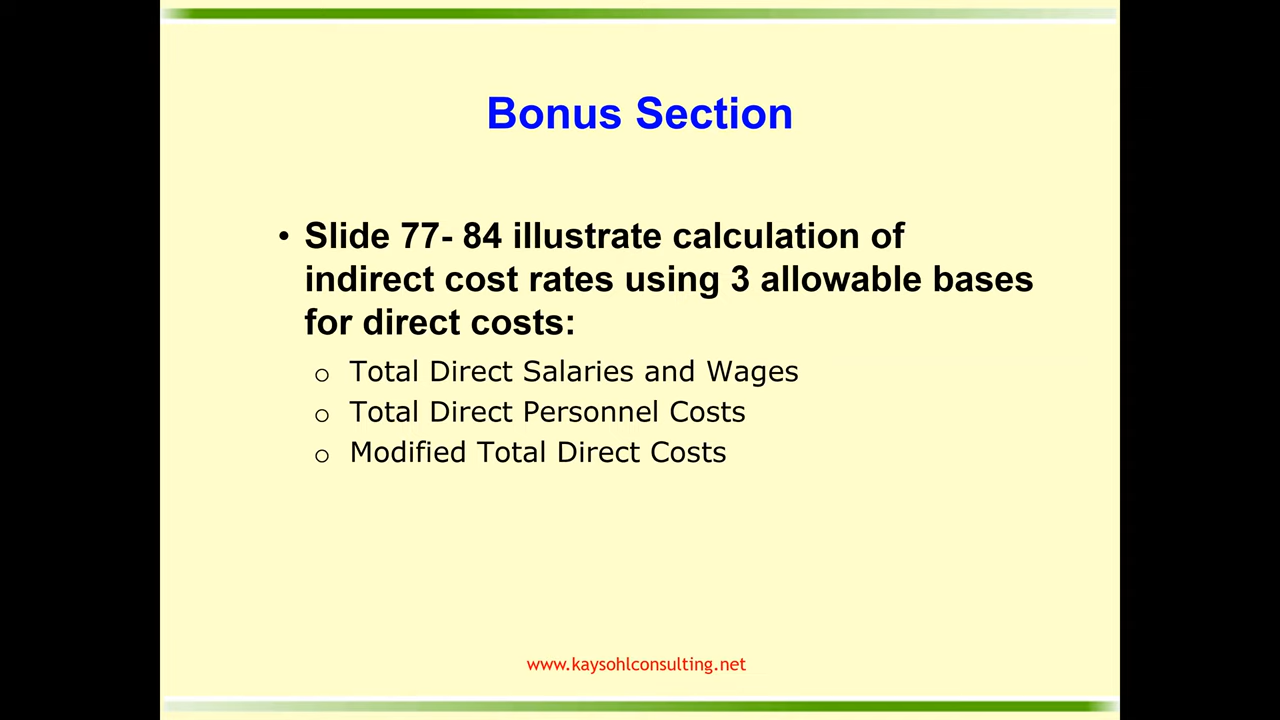 Bonus Section
• Slide 77- 84 illustrate calculation of
indirect cost rates using 3 allowable bases
for direct costs:
o Total Direct Salaries and Wages
o Total Direct Personnel Costs
o Modified Total Direct Costs
www.kaysohlconsulting.net